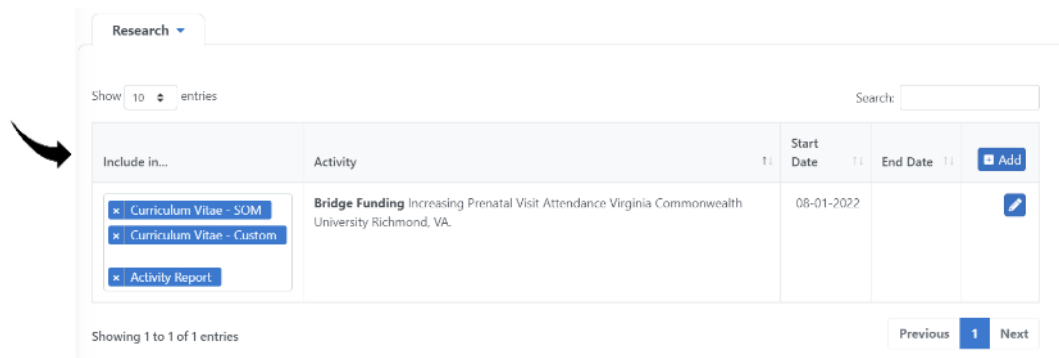 Research
Show 10 entries
Search:
Include in...
Activity
Start
Date
End Date
Add
× Curriculum Vitae - SOM
× Curriculum Vitae - Custom
× Activity Report
Bridge Funding Increasing Prenatal Visit Attendance Virginia Commonwealth
University Richmond, VA.
08-01-2022
Showing 1 to 1 of 1 entries
Previous 1 Next